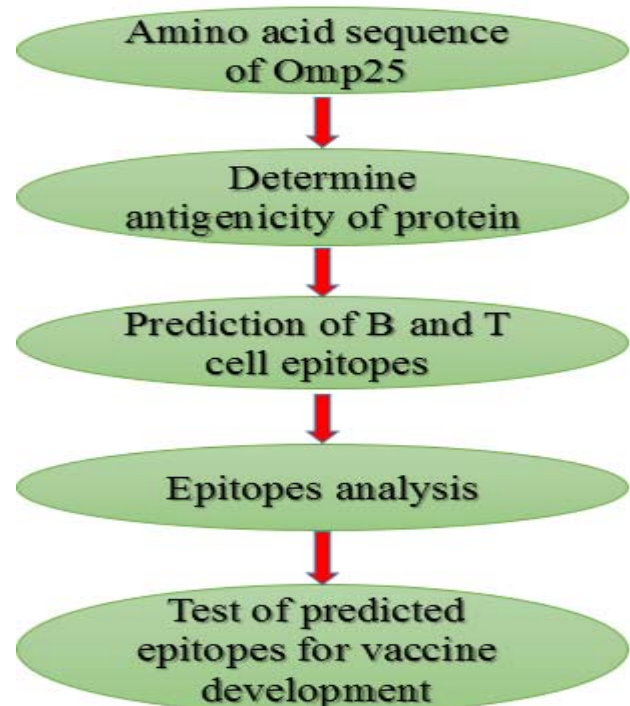 Amino acid sequence
of Omp25
Determine
antigenicity of protein
Prediction of B and T
cell epitopes
Epitopes analysis
Test of predicted
epitopes for vaccine
development